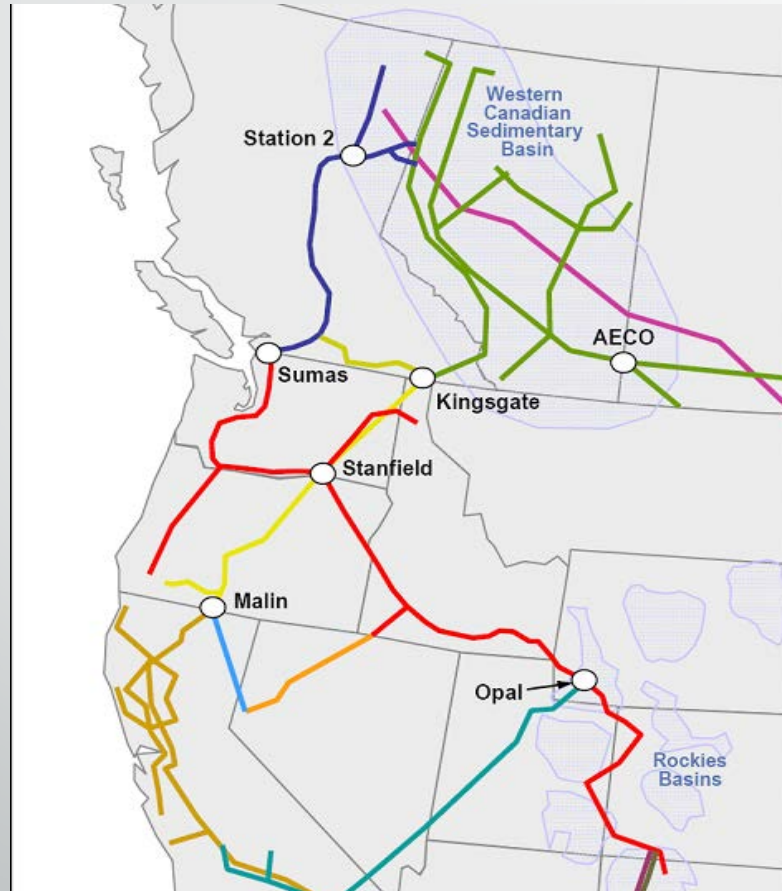 Western
Canadian
Sedimentary
Basin
Station 2
AECO
Sumas
Kingsgate
Stanfield
Malin
Opal
Rockies
Basins